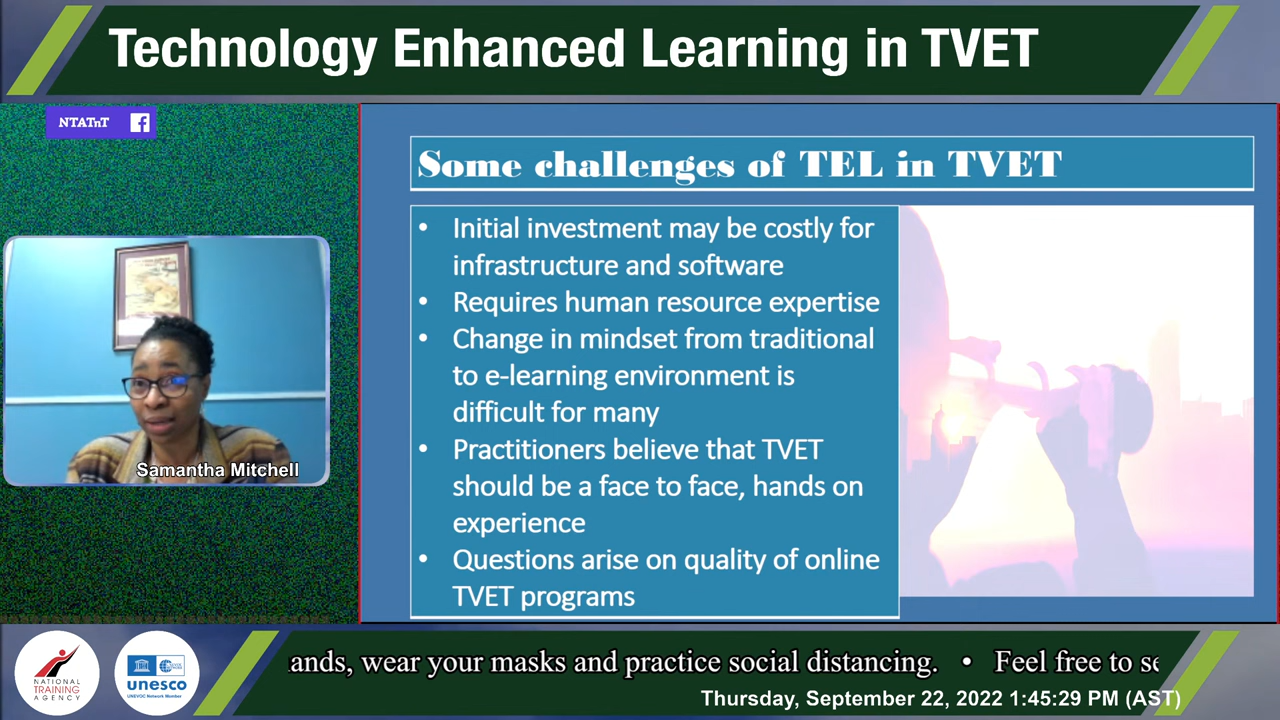 Technology Enhanced Learning in TVET
NTATnT
Some challenges of TEL in TVET
• Initial investment may be costly for
infrastructure and software
• Requires human resource expertise
• Change in mindset from traditional
to e-learning environment is
difficult for many
• Practitioners believe that TVET
should be a face to face, hands on
experience
• Questions arise on quality of online
TVET programs
Samantha Mitchell
NATIONAL
TRAINING
AGENCY
unesco
UNEVOC Network Member
ands, wear your masks and practice social distancing. • Feel free to se
Thursday, September 22, 2022 1:45:29 PM (AST)